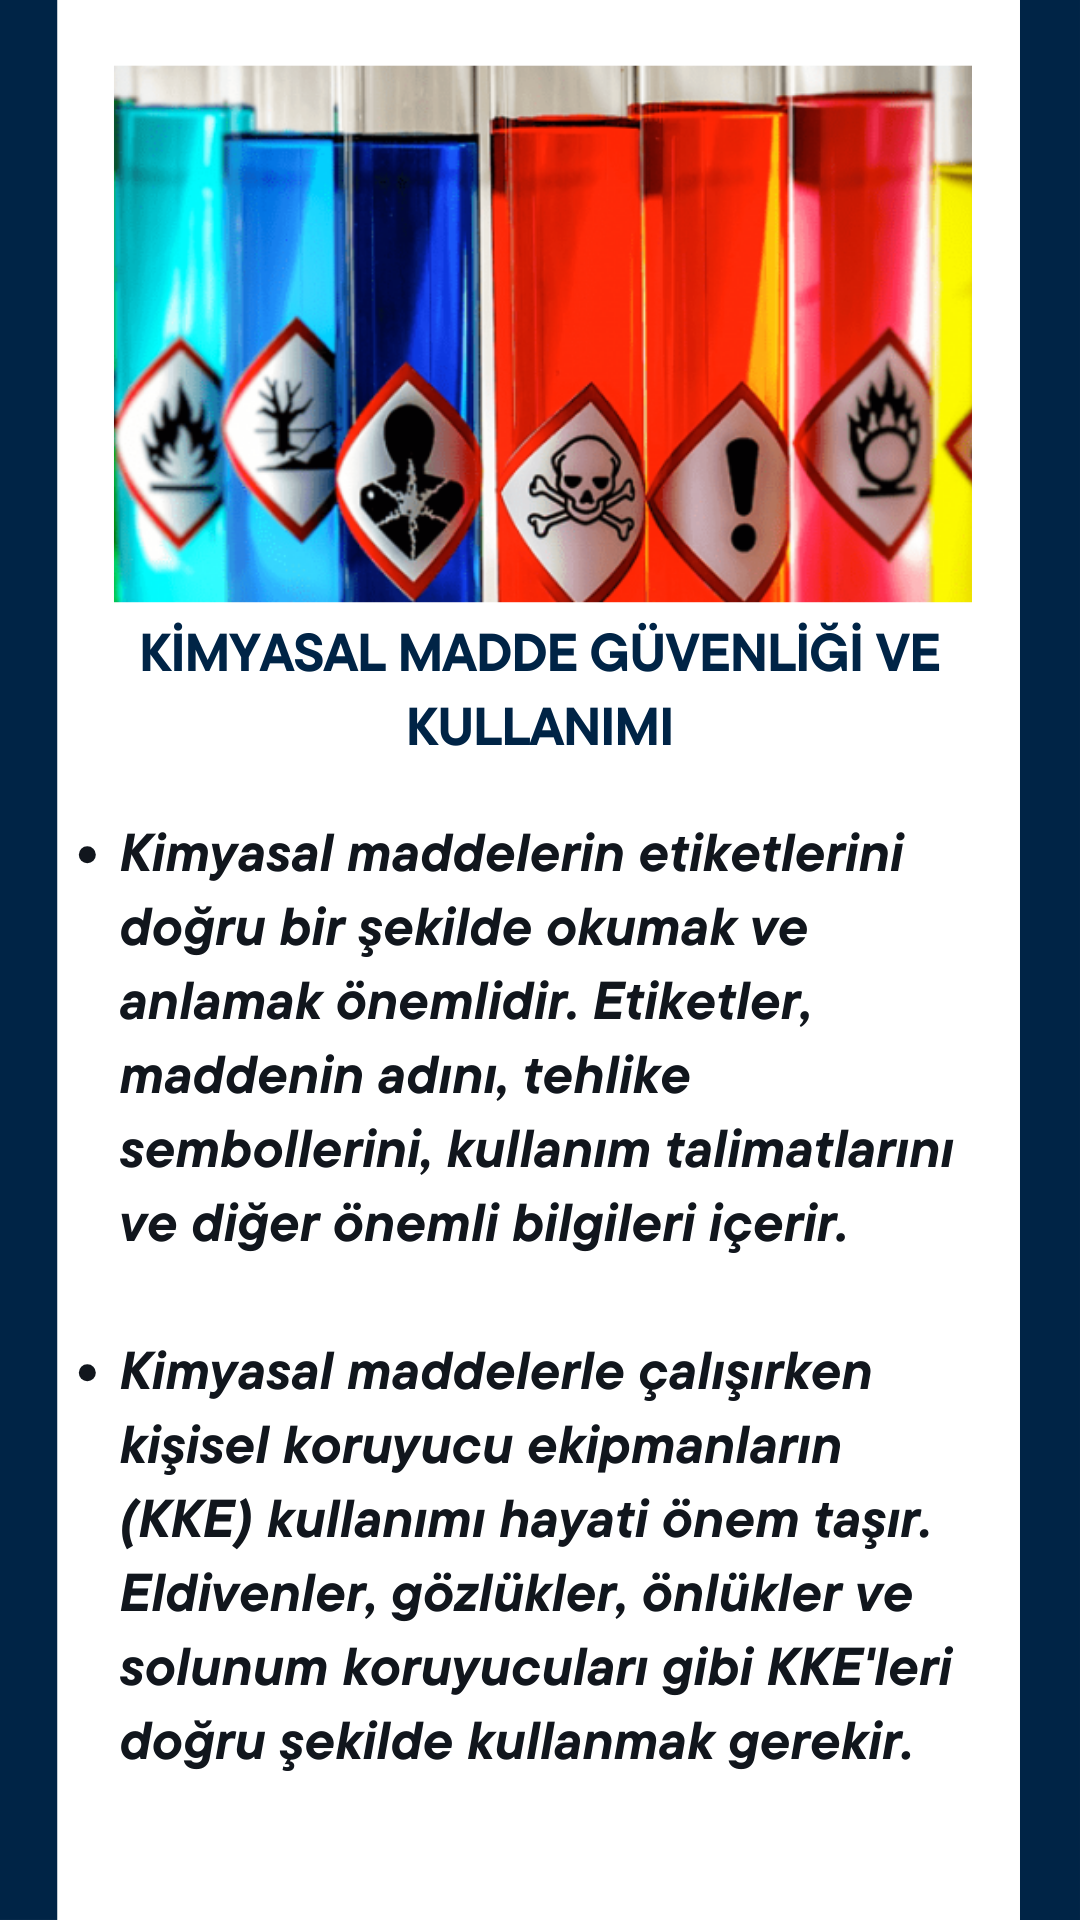 KİMYASAL MADDE GÜVENLİĞİ VE
KULLANIMI
• Kimyasal maddelerin etiketlerini
doğru bir şekilde okumak ve
anlamak önemlidir. Etiketler,
maddenin adını, tehlike
sembollerini, kullanım talimatlarını
ve diğer önemli bilgileri içerir.
• Kimyasal maddelerle çalışırken
kişisel koruyucu ekipmanların
(KKE) kullanımı hayati önem taşır.
Eldivenler, gözlükler, önlükler ve
solunum koruyucuları gibi KKE'leri
doğru şekilde kullanmak gerekir.